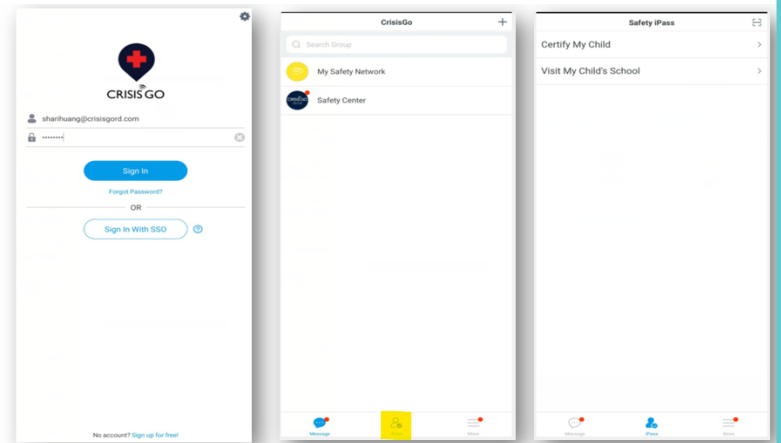 CRISIS GO
sharihuang@crisisgord.com
••••••••
Sign In
Forgot Password?
OR
Sign In With SSO
No account? Sign up for free!
CrisisGo
Search Group
My Safety Network
Safety Center
Message
iPass
More
Safety iPass
Certify My Child
Visit My Child's School
Message
iPass
More